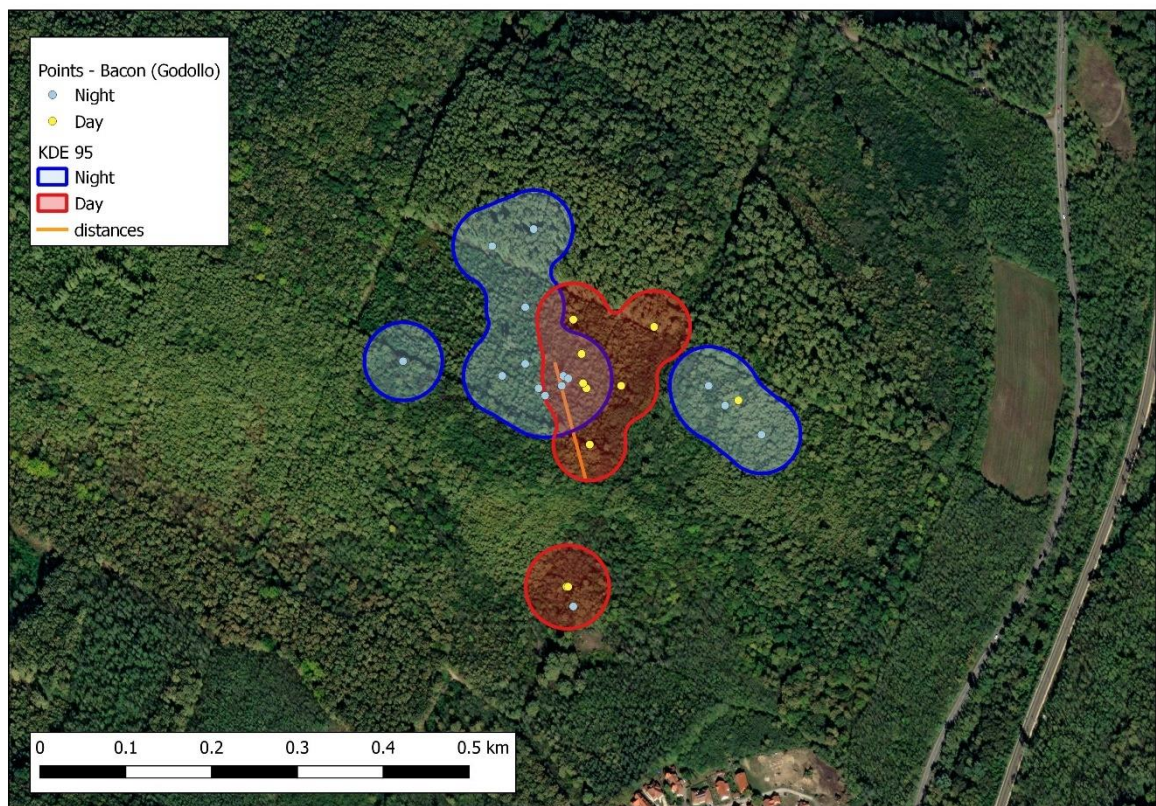 Points - Bacon (Godollo)
Night
Day
KDE 95
Night
Day
distances
0 0.1 0.2 0.3 0.4 0.5 km